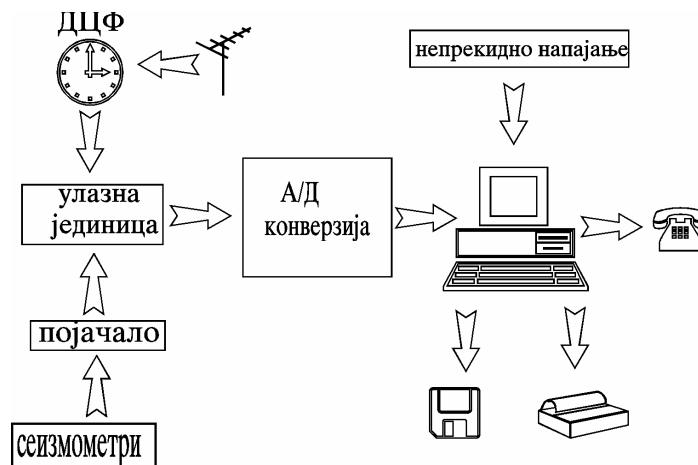 ДЦФ
непрекидно напајање
улазна
јединица
А/Д
конверзија
појачало
сеизмометри